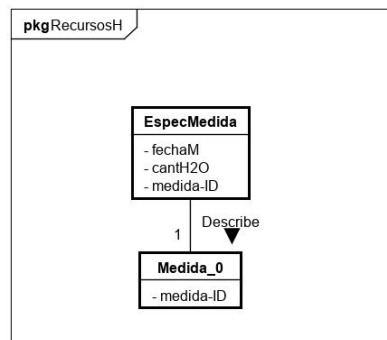 pkgRecursosH
EspecMedida
- fechaM
- cantH2O
- medida-ID
1
Describe
Medida_0
- medida-ID